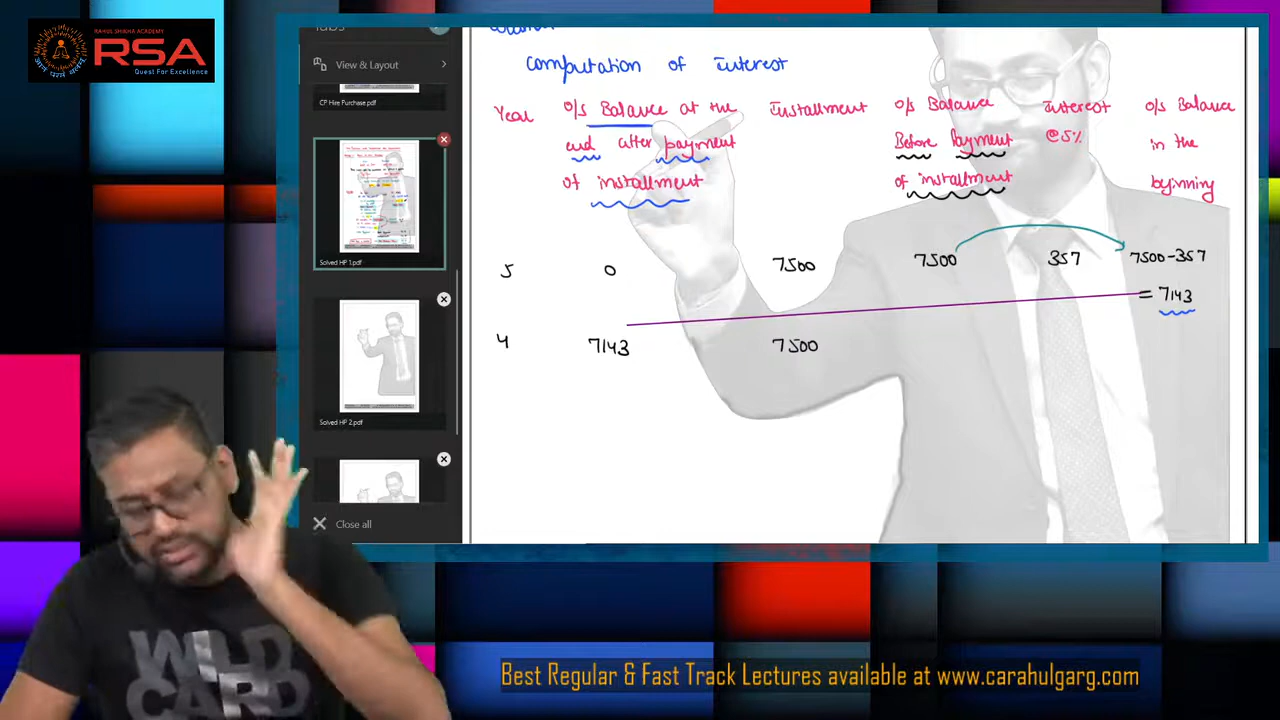 RAHUL SHIKHA ACADEMY
RSA
Quest For Excellence
View & Layout
CP Hire Purchase.pdf
Solved HP 1.pdf
Solved HP 2.pdf
Close all
Computation of Interest
Year
O/s Balance at the
end after payment
of installment
Installment
O/s Balance
Before Payment
of installment
Interest
@5%
O/s Balance
in the
beginning
5 0 7500 7500 357 7500-357
= 7143
4 7143 7500
WILD
CARD
Best Regular & Fast Track Lectures available at www.carahulgarg.com